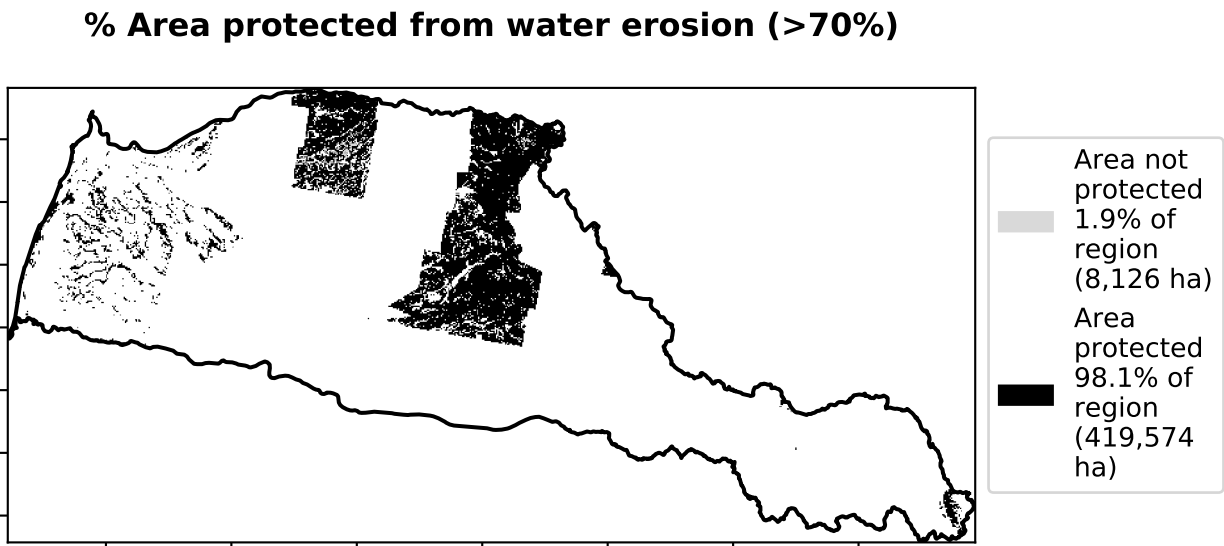 % Area protected from water erosion (>70%)
Area not
protected
1.9% of
region
(8,126 ha)
Area
protected
98.1% of
region
(419,574
ha)